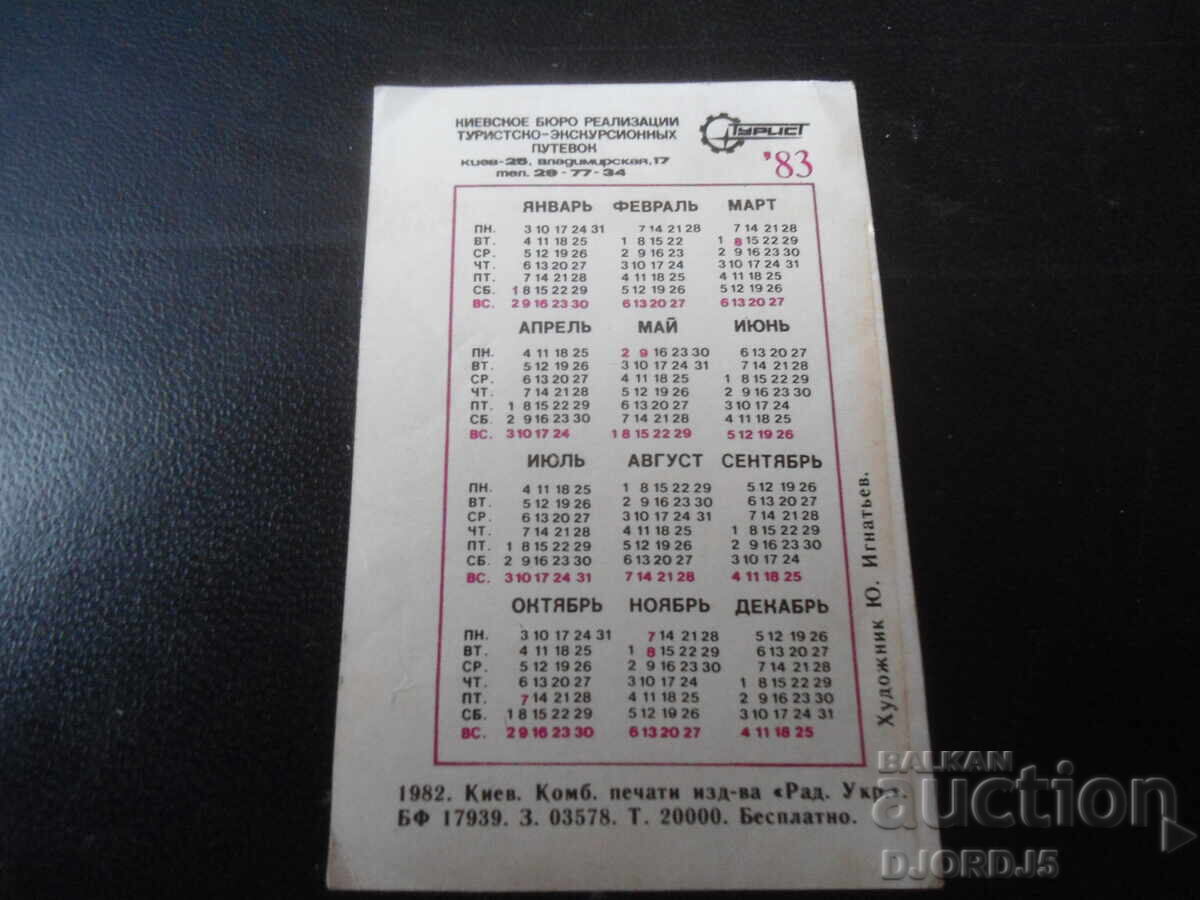 КИЕВСКОЕ БЮРО РЕАЛИЗАЦИИ
ТУРИСТСКО-ЭКСКУРСИОННЫХ
ПУТЕВОК
Киев-25, Владимирская, 17
тел. 29-77-34
ТУРИСТ
'83
ЯНВАРЬ ФЕВРАЛЬ МАРТ
ПН. 3 10 17 24 31 7 14 21 28 7 14 21 28
ВТ. 4 11 18 25 1 8 15 22 1 8 15 22 29
СР. 5 12 19 26 2 9 16 23 2 9 16 23 30
ЧТ. 6 13 20 27 3 10 17 24 3 10 17 24 31
ПТ. 7 14 21 28 4 11 18 25 4 11 18 25
СБ. 1 8 15 22 29 5 12 19 26 5 12 19 26
ВС. 2 9 16 23 30 6 13 20 27 6 13 20 27
АПРЕЛЬ МАЙ ИЮНЬ
ПН. 4 11 18 25 2 9 16 23 30 6 13 20 27
ВТ. 5 12 19 26 3 10 17 24 31 7 14 21 28
СР. 6 13 20 27 4 11 18 25 1 8 15 22 29
ЧТ. 7 14 21 28 5 12 19 26 2 9 16 23 30
ПТ. 1 8 15 22 29 6 13 20 27 3 10 17 24
СБ. 2 9 16 23 30 7 14 21 28 4 11 18 25
ВС. 3 10 17 24 1 8 15 22 29 5 12 19 26
ИЮЛЬ АВГУСТ СЕНТЯБРЬ
ПН. 4 11 18 25 1 8 15 22 29 5 12 19 26
ВТ. 5 12 19 26 2 9 16 23 30 6 13 20 27
СР. 6 13 20 27 3 10 17 24 31 7 14 21 28
ЧТ. 7 14 21 28 4 11 18 25 1 8 15 22 29
ПТ. 1 8 15 22 29 5 12 19 26 2 9 16 23 30
СБ. 2 9 16 23 30 6 13 20 27 3 10 17 24
ВС. 3 10 17 24 31 7 14 21 28 4 11 18 25
ОКТЯБРЬ НОЯБРЬ ДЕКАБРЬ
ПН. 3 10 17 24 31 7 14 21 28 5 12 19 26
ВТ. 4 11 18 25 1 8 15 22 29 6 13 20 27
СР. 5 12 19 26 2 9 16 23 30 7 14 21 28
ЧТ. 6 13 20 27 3 10 17 24 1 8 15 22 29
ПТ. 7 14 21 28 4 11 18 25 2 9 16 23 30
СБ. 1 8 15 22 29 5 12 19 26 3 10 17 24 31
ВС. 2 9 16 23 30 6 13 20 27 4 11 18 25
Художник Ю. Игнатьев.
1982. Киев. Комб. печати изд-ва «Рад. Укр.».
БФ 17939. З. 03578. Т. 20000. Бесплатно.
BALKAN
auction
DJORDJ5